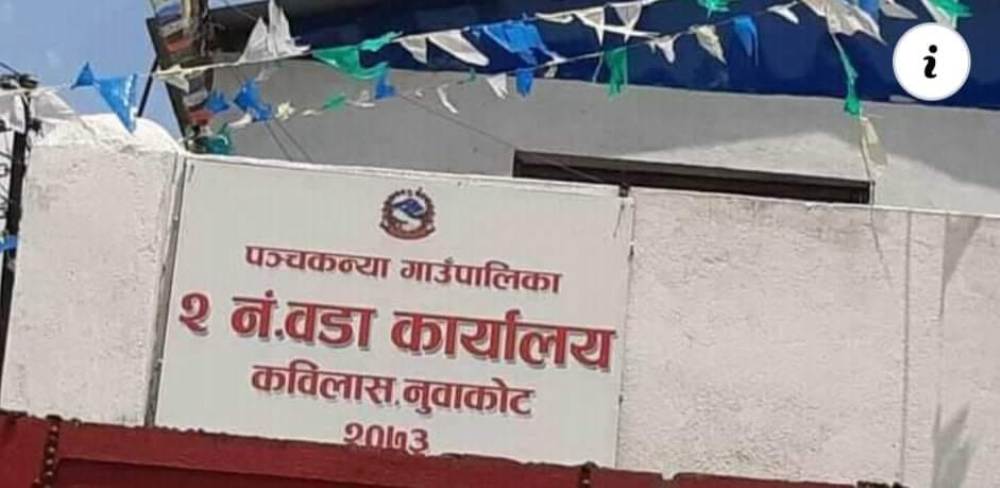 पञ्चकन्या गाउँपालिका
२ नं.वडा कार्यालय
कविलास,नुवाकोट
२०७३